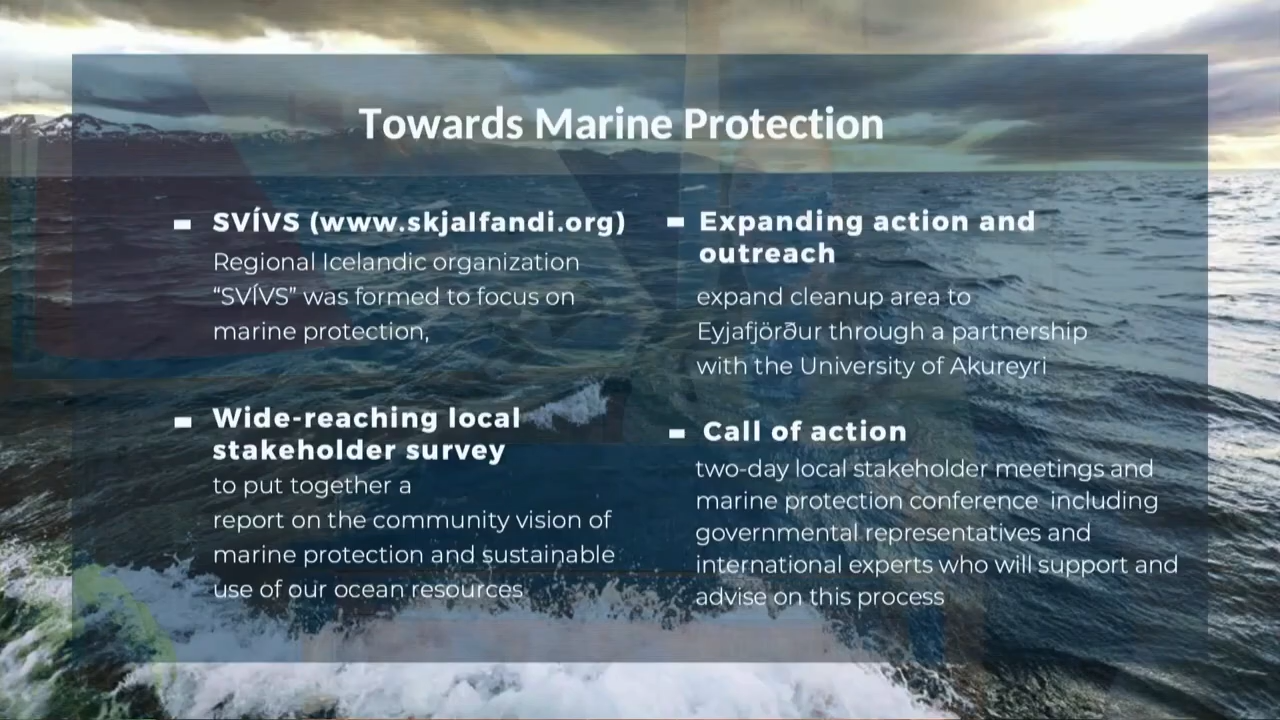 Towards Marine Protection
SVÍVS (www.skjalfandi.org)
Regional Icelandic organization
“SVÍVS” was formed to focus on
marine protection,
Wide-reaching local
stakeholder survey
to put together a
report on the community vision of
marine protection and sustainable
use of our ocean resources
Expanding action and
outreach
expand cleanup area to
Eyjafjörður through a partnership
with the University of Akureyri
Call of action
two-day local stakeholder meetings and
marine protection conference including
governmental representatives and
international experts who will support and
advise on this process